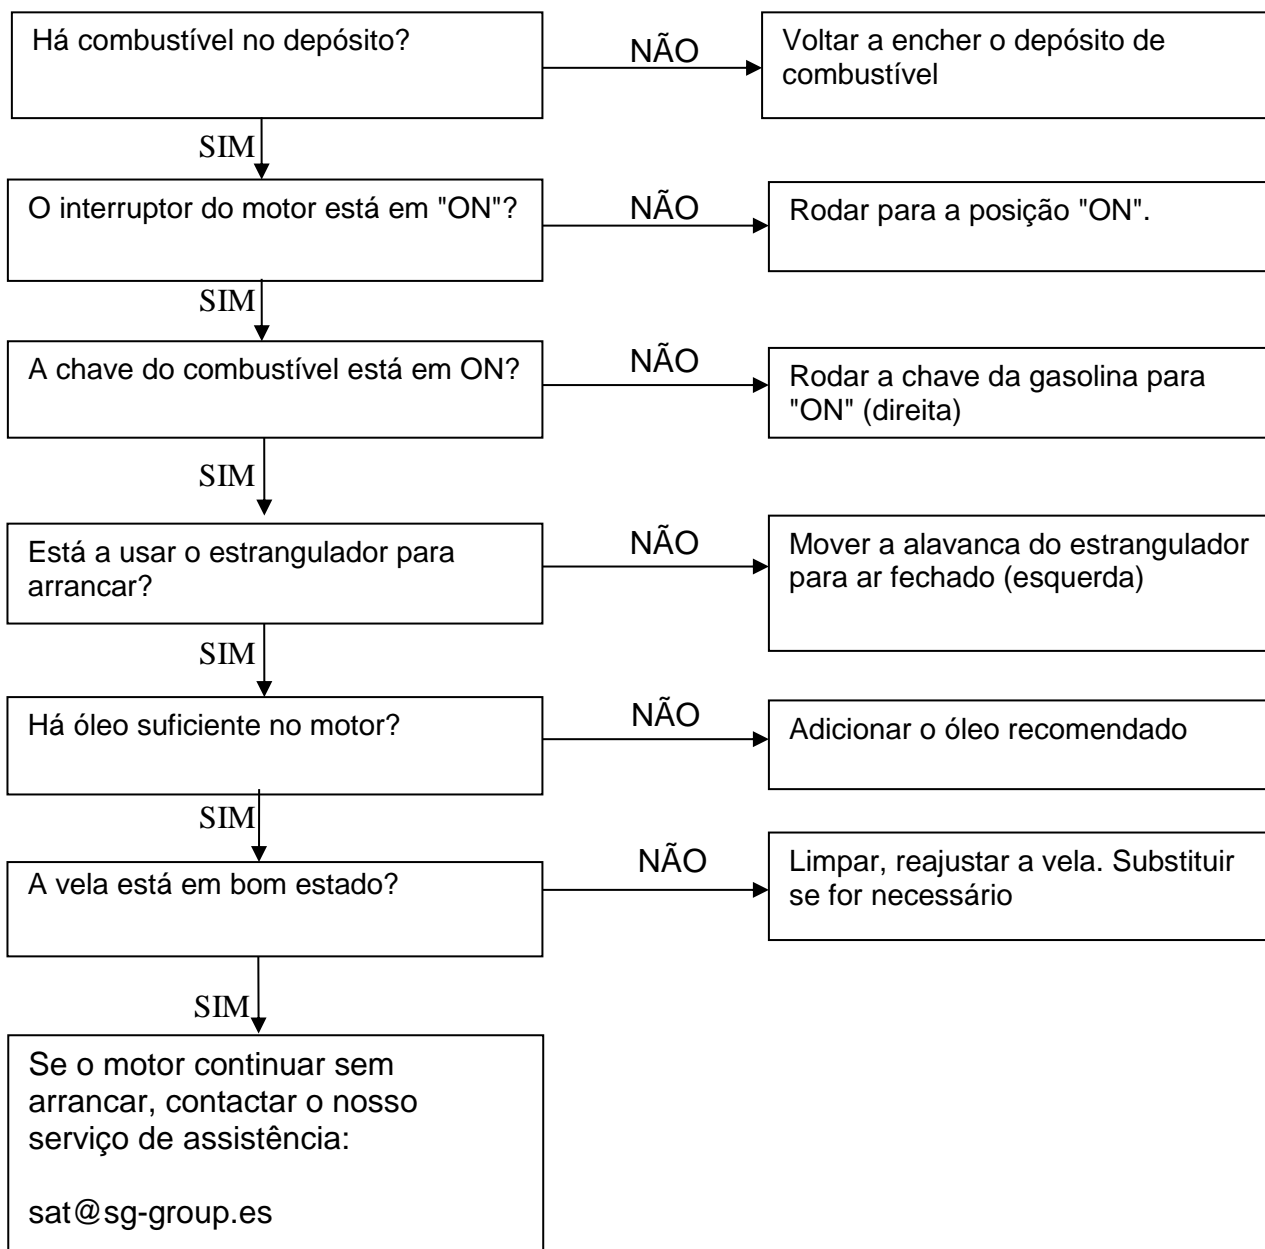 Há combustível no depósito?
NÃO
Voltar a encher o depósito de
combustível
SIM
O interruptor do motor está em "ON"?
NÃO
Rodar para a posição "ON".
SIM
A chave do combustível está em ON?
NÃO
Rodar a chave da gasolina para
"ON" (direita)
SIM
Está a usar o estrangulador para
arrancar?
NÃO
Mover a alavanca do estrangulador
para ar fechado (esquerda)
SIM
Há óleo suficiente no motor?
NÃO
Adicionar o óleo recomendado
SIM
A vela está em bom estado?
NÃO
Limpar, reajustar a vela. Substituir
se for necessário
SIM
Se o motor continuar sem
arrancar, contactar o nosso
serviço de assistência:
sat@sg-group.es